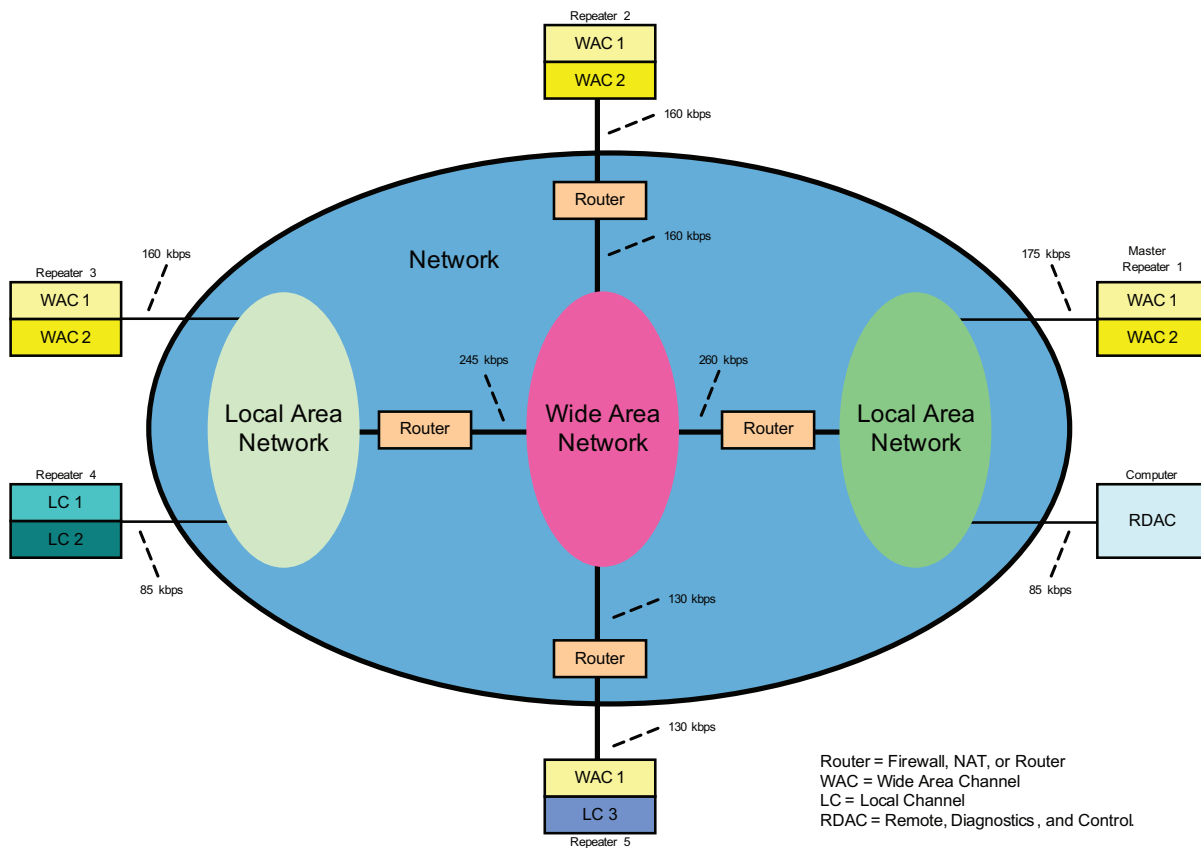 Repeater 2
WAC 1
WAC 2
160 kbps
Router
160 kbps
Network
160 kbps
Repeater 3
WAC 1
WAC 2
175 kbps
Master
Repeater 1
WAC 1
WAC 2
245 kbps
260 kbps
Local Area
Network
Router
Wide Area
Network
Router
Local Area
Network
Repeater 4
LC 1
LC 2
85 kbps
Computer
RDAC
85 kbps
130 kbps
Router
130 kbps
WAC 1
LC 3
Repeater 5
Router = Firewall, NAT, or Router
WAC = Wide Area Channel
LC = Local Channel
RDAC = Remote, Diagnostics, and Control.